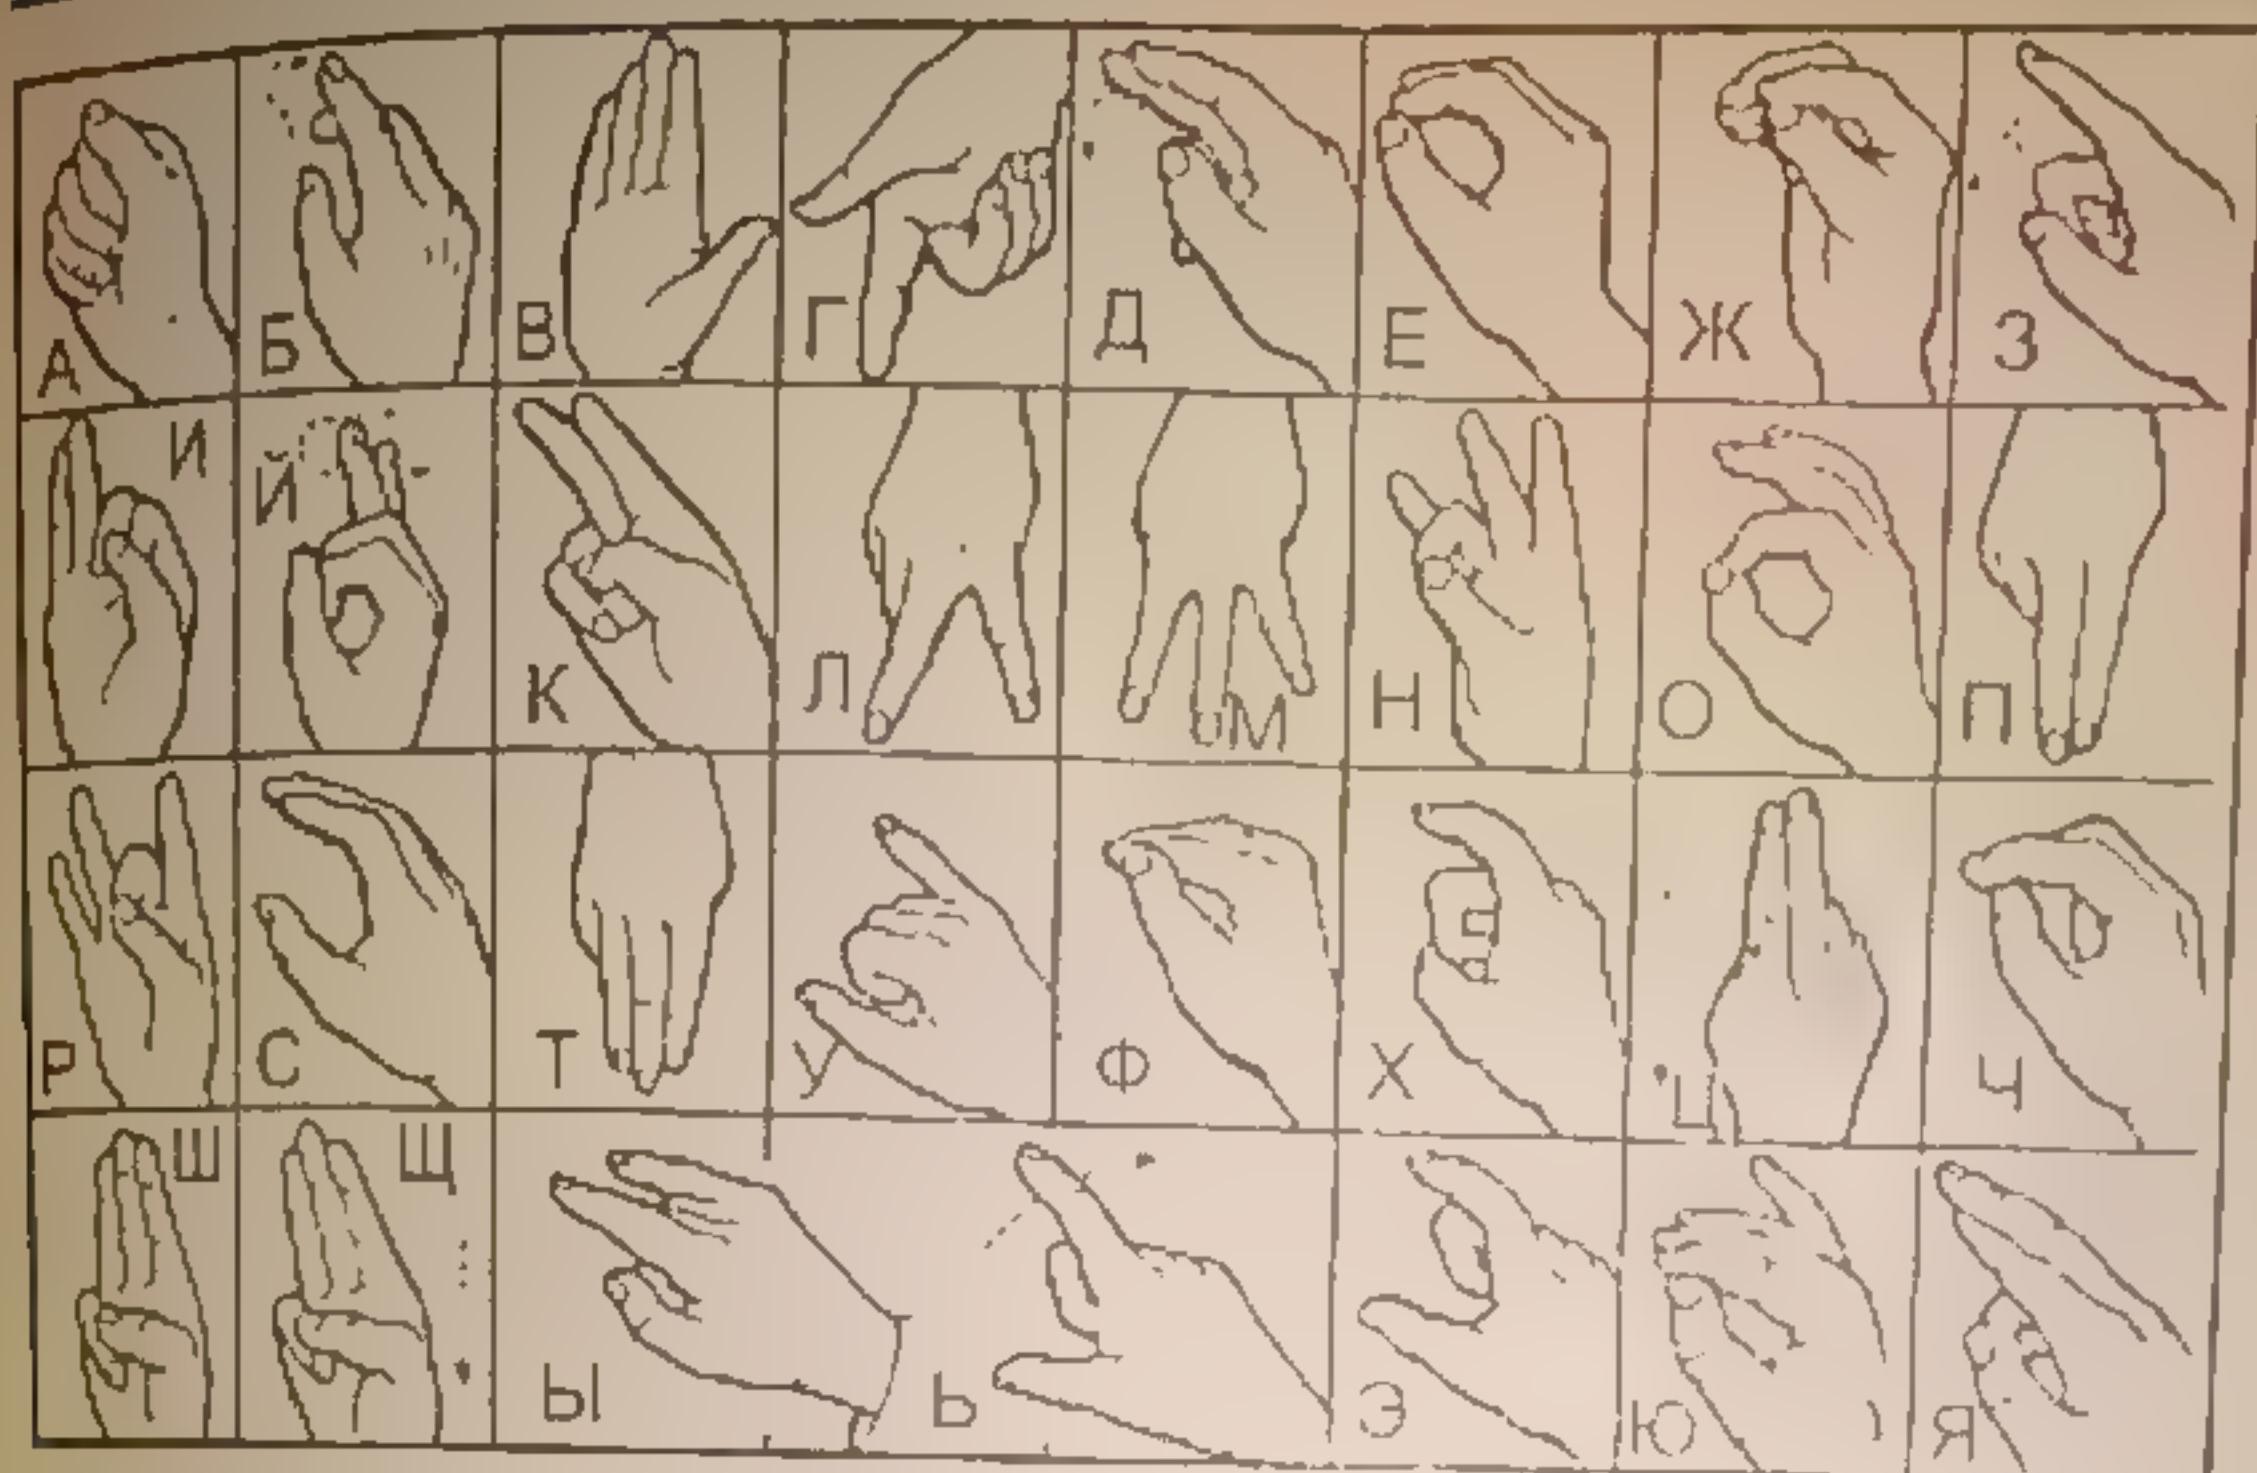 А Б В Г Д Е Ж З
И Й К Л М Н О П
Р С Т У Ф Х Ц Ч
Ш Щ Ы Ь Э Ю Я